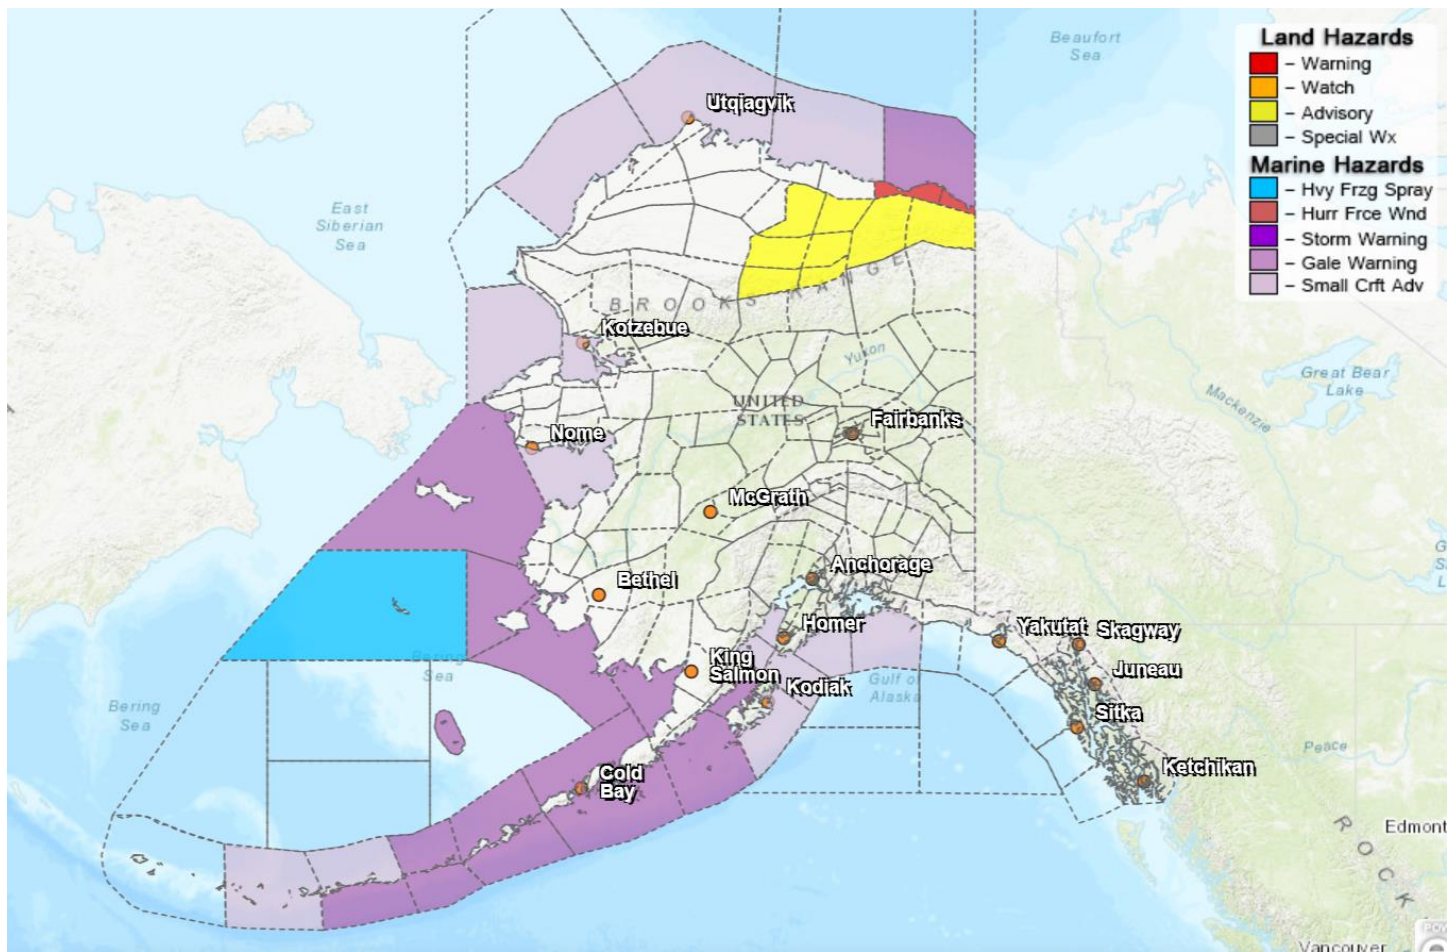 Beaufort
Sea
Land Hazards
– Warning
– Watch
– Advisory
– Special Wx
Marine Hazards
– Hvy Frzg Spray
– Hurr Frce Wnd
– Storm Warning
– Gale Warning
– Small Crft Adv
Utqiagvik
East
Siberian
Sea
BROOKS RANGE
Kotzebue
Yukon
Great Bear
Lake
Mackenzie
UNITED
STATES
Fairbanks
Nome
McGrath
Anchorage
Bethel
Homer
Yakutat
Skagway
King
Salmon
Juneau
Kodiak
Gulf of
Alaska
Bering
Sea
Bering
Sea
Sitka
Peace
Ketchikan
Cold
Bay
Edmont
ROCK
Vancouver